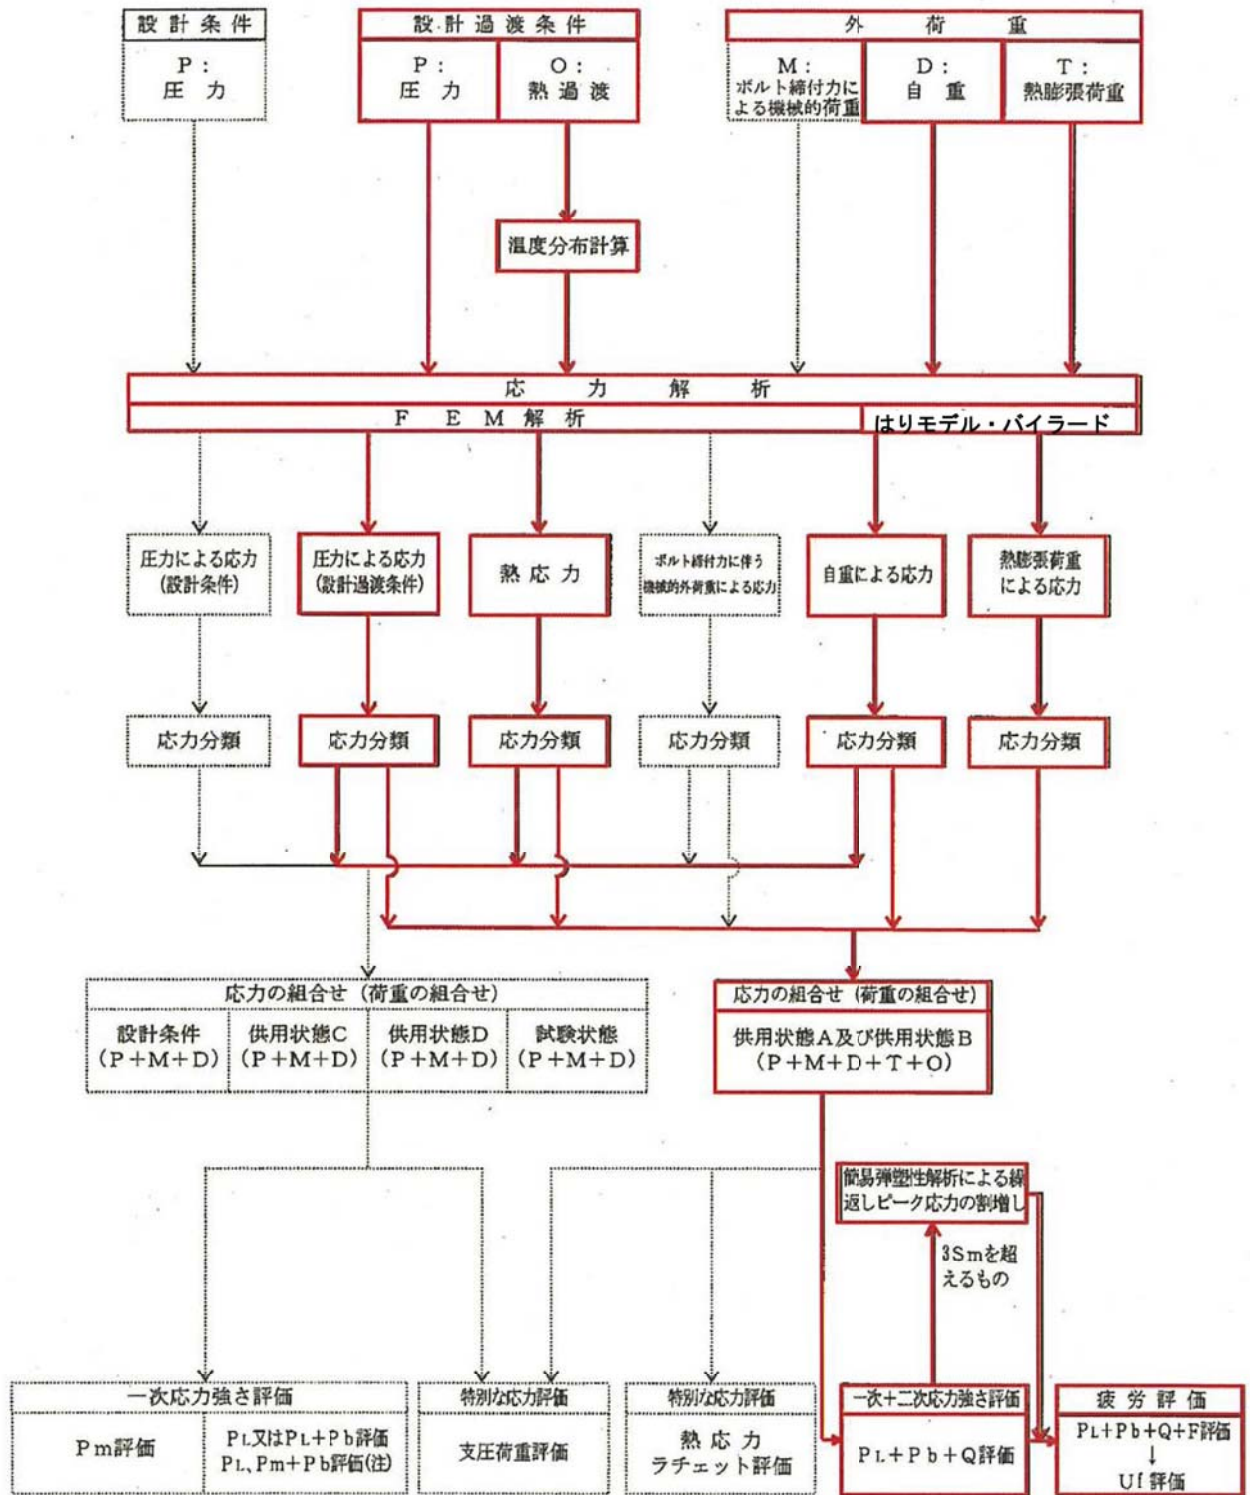 設計条件
P：
圧力
設計過渡条件
P：
圧力
O：
熱過渡
外荷重
M：
ボルト締付力に
よる機械的荷重
D：
自重
T：
熱膨張荷重
温度分布計算
応力解析
FEM解析
はりモデル・バイラード
圧力による応力
(設計条件)
圧力による応力
(設計過渡条件)
熱応力
ボルト締付力に伴う
機械的外荷重による応力
自重による応力
熱膨張荷重
による応力
応力分類
応力分類
応力分類
応力分類
応力分類
応力分類
応力の組合せ（荷重の組合せ）
設計条件
(P+M+D)
供用状態C
(P+M+D)
供用状態D
(P+M+D)
試験状態
(P+M+D)
応力の組合せ（荷重の組合せ）
供用状態A及び供用状態B
(P+M+D+T+O)
簡易弾塑性解析による繰
返しピーク応力の割増し
3Smを超
えるもの
一次応力強さ評価
Pm評価
PL又はPL+Pb評価
PL、Pm+Pb評価(注)
特別な応力評価
支圧荷重評価
特別な応力評価
熱応力
ラチェット評価
一次+二次応力強さ評価
PL+Pb+Q評価
疲労評価
PL+Pb+Q+F評価
↓
Uf評価